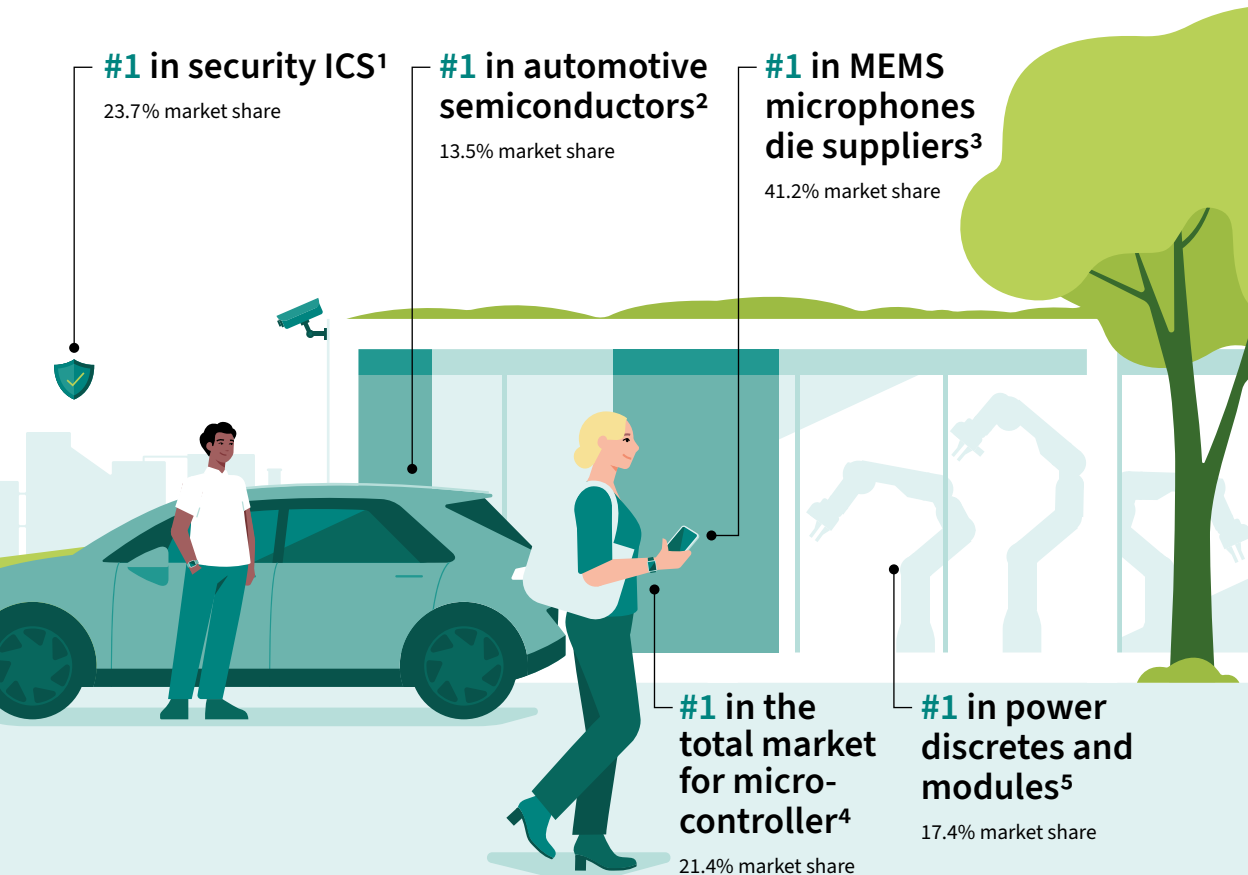 #1 in security ICS¹
23.7% market share
#1 in automotive
semiconductors²
13.5% market share
#1 in MEMS
microphones
die suppliers³
41.2% market share
#1 in the
total market
for micro-
controller⁴
21.4% market share
#1 in power
discretes and
modules⁵
17.4% market share